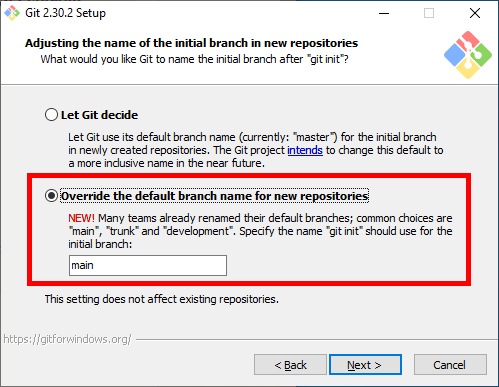 Git 2.30.2 Setup
Adjusting the name of the initial branch in new repositories
What would you like Git to name the initial branch after "git init"?
Let Git decide
Let Git use its default branch name (currently: "master") for the initial branch
in newly created repositories. The Git project intends to change this default to
a more inclusive name in the near future.
Override the default branch name for new repositories
NEW! Many teams already renamed their default branches; common choices are
"main", "trunk" and "development". Specify the name "git init" should use for the
initial branch:
main
This setting does not affect existing repositories.
https://gitforwindows.org/
< Back
Next >
Cancel